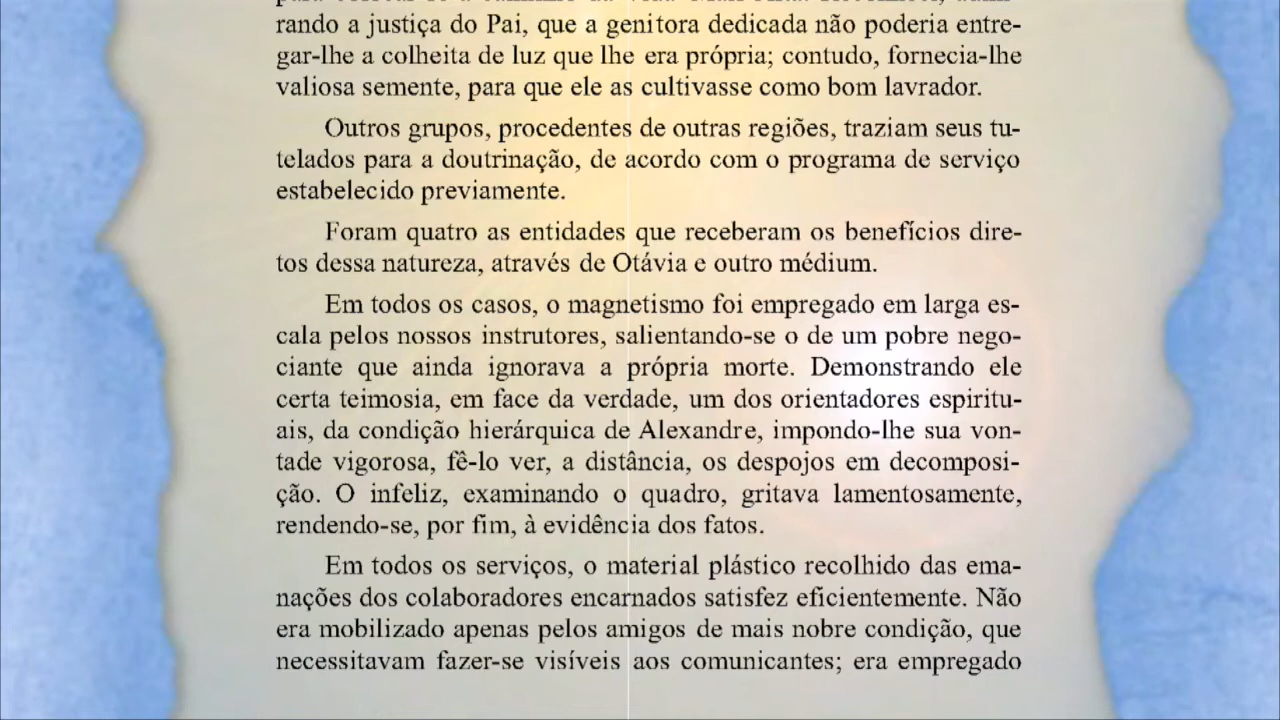 rando a justiça do Pai, que a genitora dedicada não poderia entre-
gar-lhe a colheita de luz que lhe era própria; contudo, fornecia-lhe
valiosa semente, para que ele as cultivasse como bom lavrador.
Outros grupos, procedentes de outras regiões, traziam seus tu-
telados para a doutrinação, de acordo com o programa de serviço
estabelecido previamente.
Foram quatro as entidades que receberam os benefícios dire-
tos dessa natureza, através de Otávia e outro médium.
Em todos os casos, o magnetismo foi empregado em larga es-
cala pelos nossos instrutores, salientando-se o de um pobre nego-
ciante que ainda ignorava a própria morte. Demonstrando ele
certa teimosia, em face da verdade, um dos orientadores espiritu-
ais, da condição hierárquica de Alexandre, impondo-lhe sua von-
tade vigorosa, fê-lo ver, a distância, os despojos em decomposi-
ção. O infeliz, examinando o quadro, gritava lamentosamente,
rendendo-se, por fim, à evidência dos fatos.
Em todos os serviços, o material plástico recolhido das ema-
nações dos colaboradores encarnados satisfez eficientemente. Não
era mobilizado apenas pelos amigos de mais nobre condição, que
necessitavam fazer-se visíveis aos comunicantes; era empregado